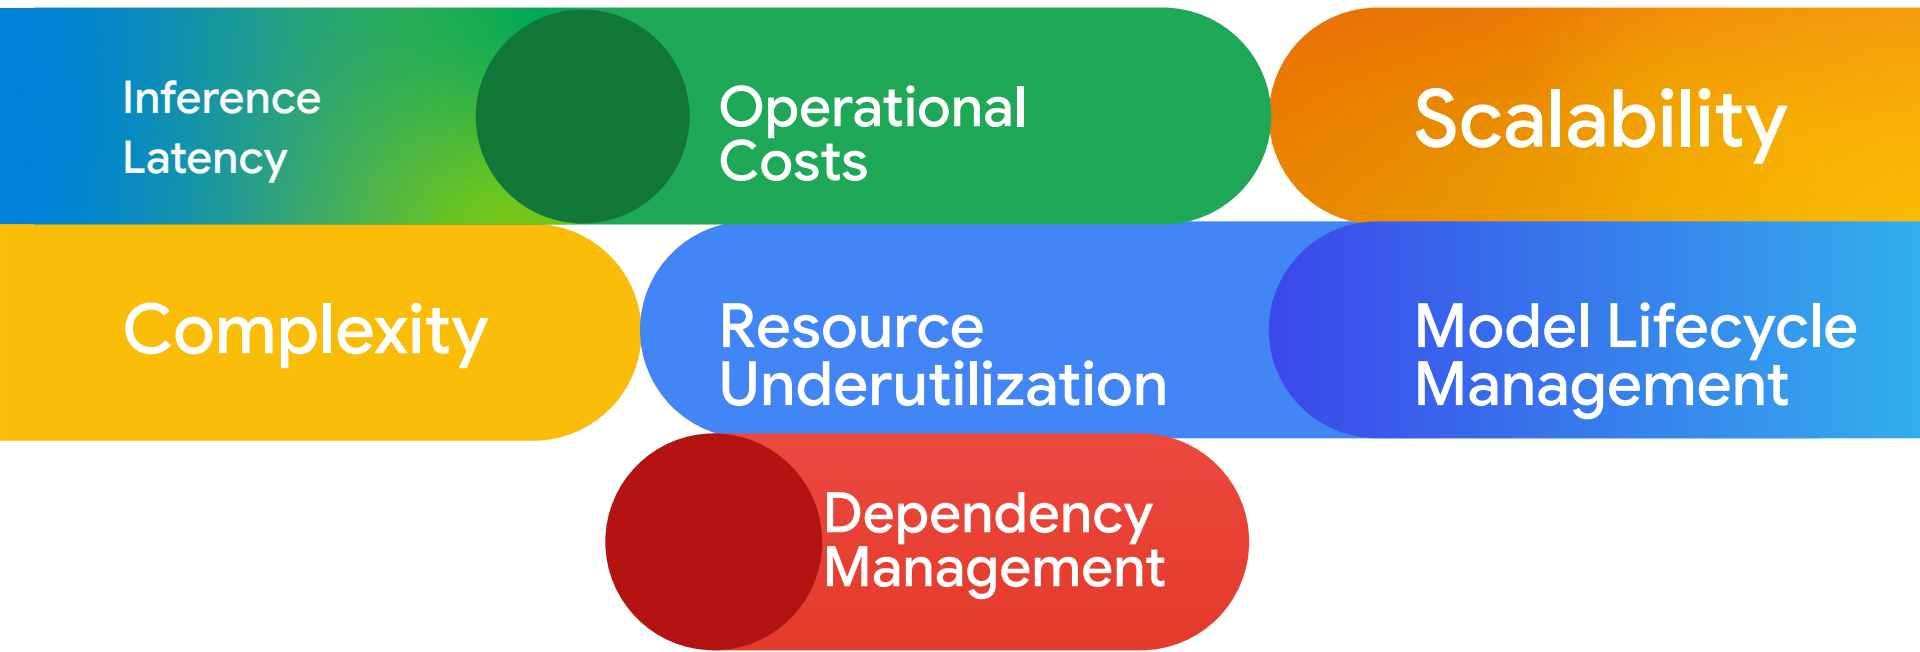 Inference
Latency
Operational
Costs
Scalability
Complexity
Resource
Underutilization
Model Lifecycle
Management
Dependency
Management